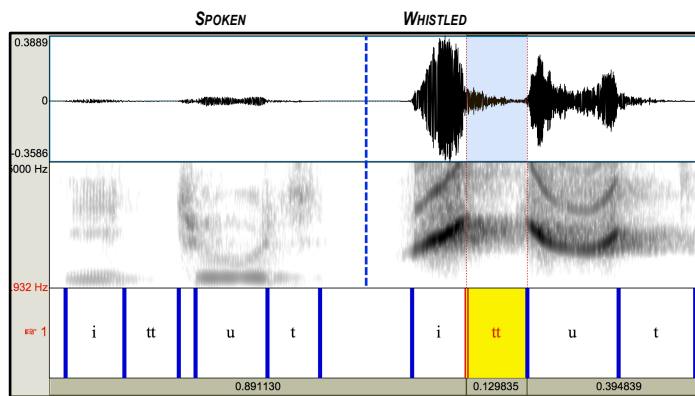 SPOKEN WHISTLED
0.3889
0
-0.3586
5000 Hz
.932 Hz
1 i tt u t i tt u t
0.891130 0.129835 0.394839